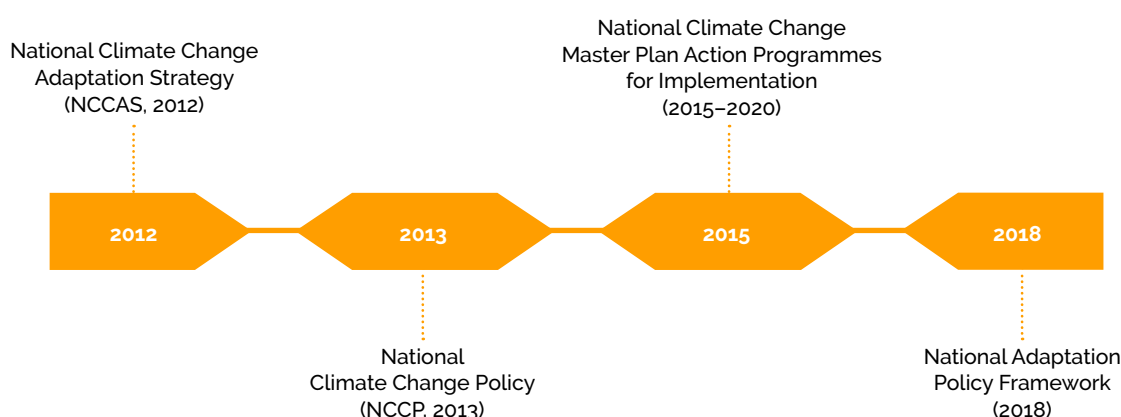 National Climate Change
Adaptation Strategy
(NCCAS, 2012)
National Climate Change
Master Plan Action Programmes
for Implementation
(2015–2020)
2012
2013
2015
2018
National
Climate Change Policy
(NCCP, 2013)
National Adaptation
Policy Framework
(2018)